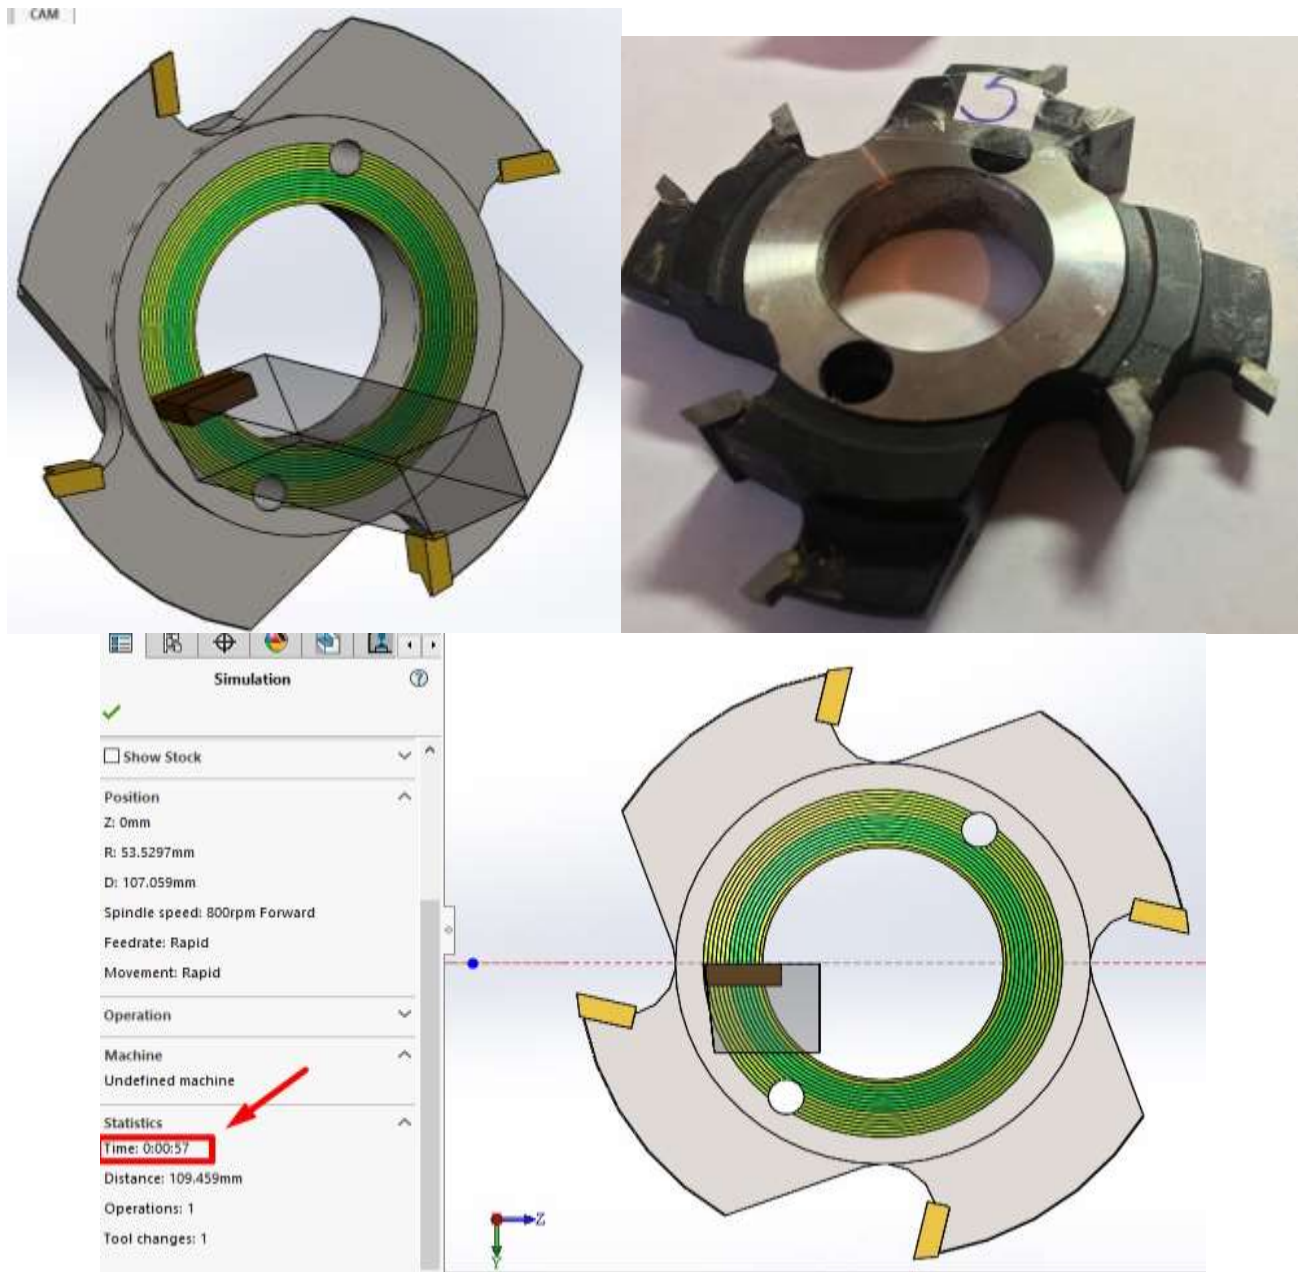 CAM
3
Simulation
Show Stock
Position
Z: 0mm
R: 53.5297mm
D: 107.059mm
Spindle speed: 800rpm Forward
Feedrate: Rapid
Movement: Rapid
Operation
Machine
Undefined machine
Statistics
Time: 0:00:57
Distance: 109.459mm
Operations: 1
Tool changes: 1
Z
Y